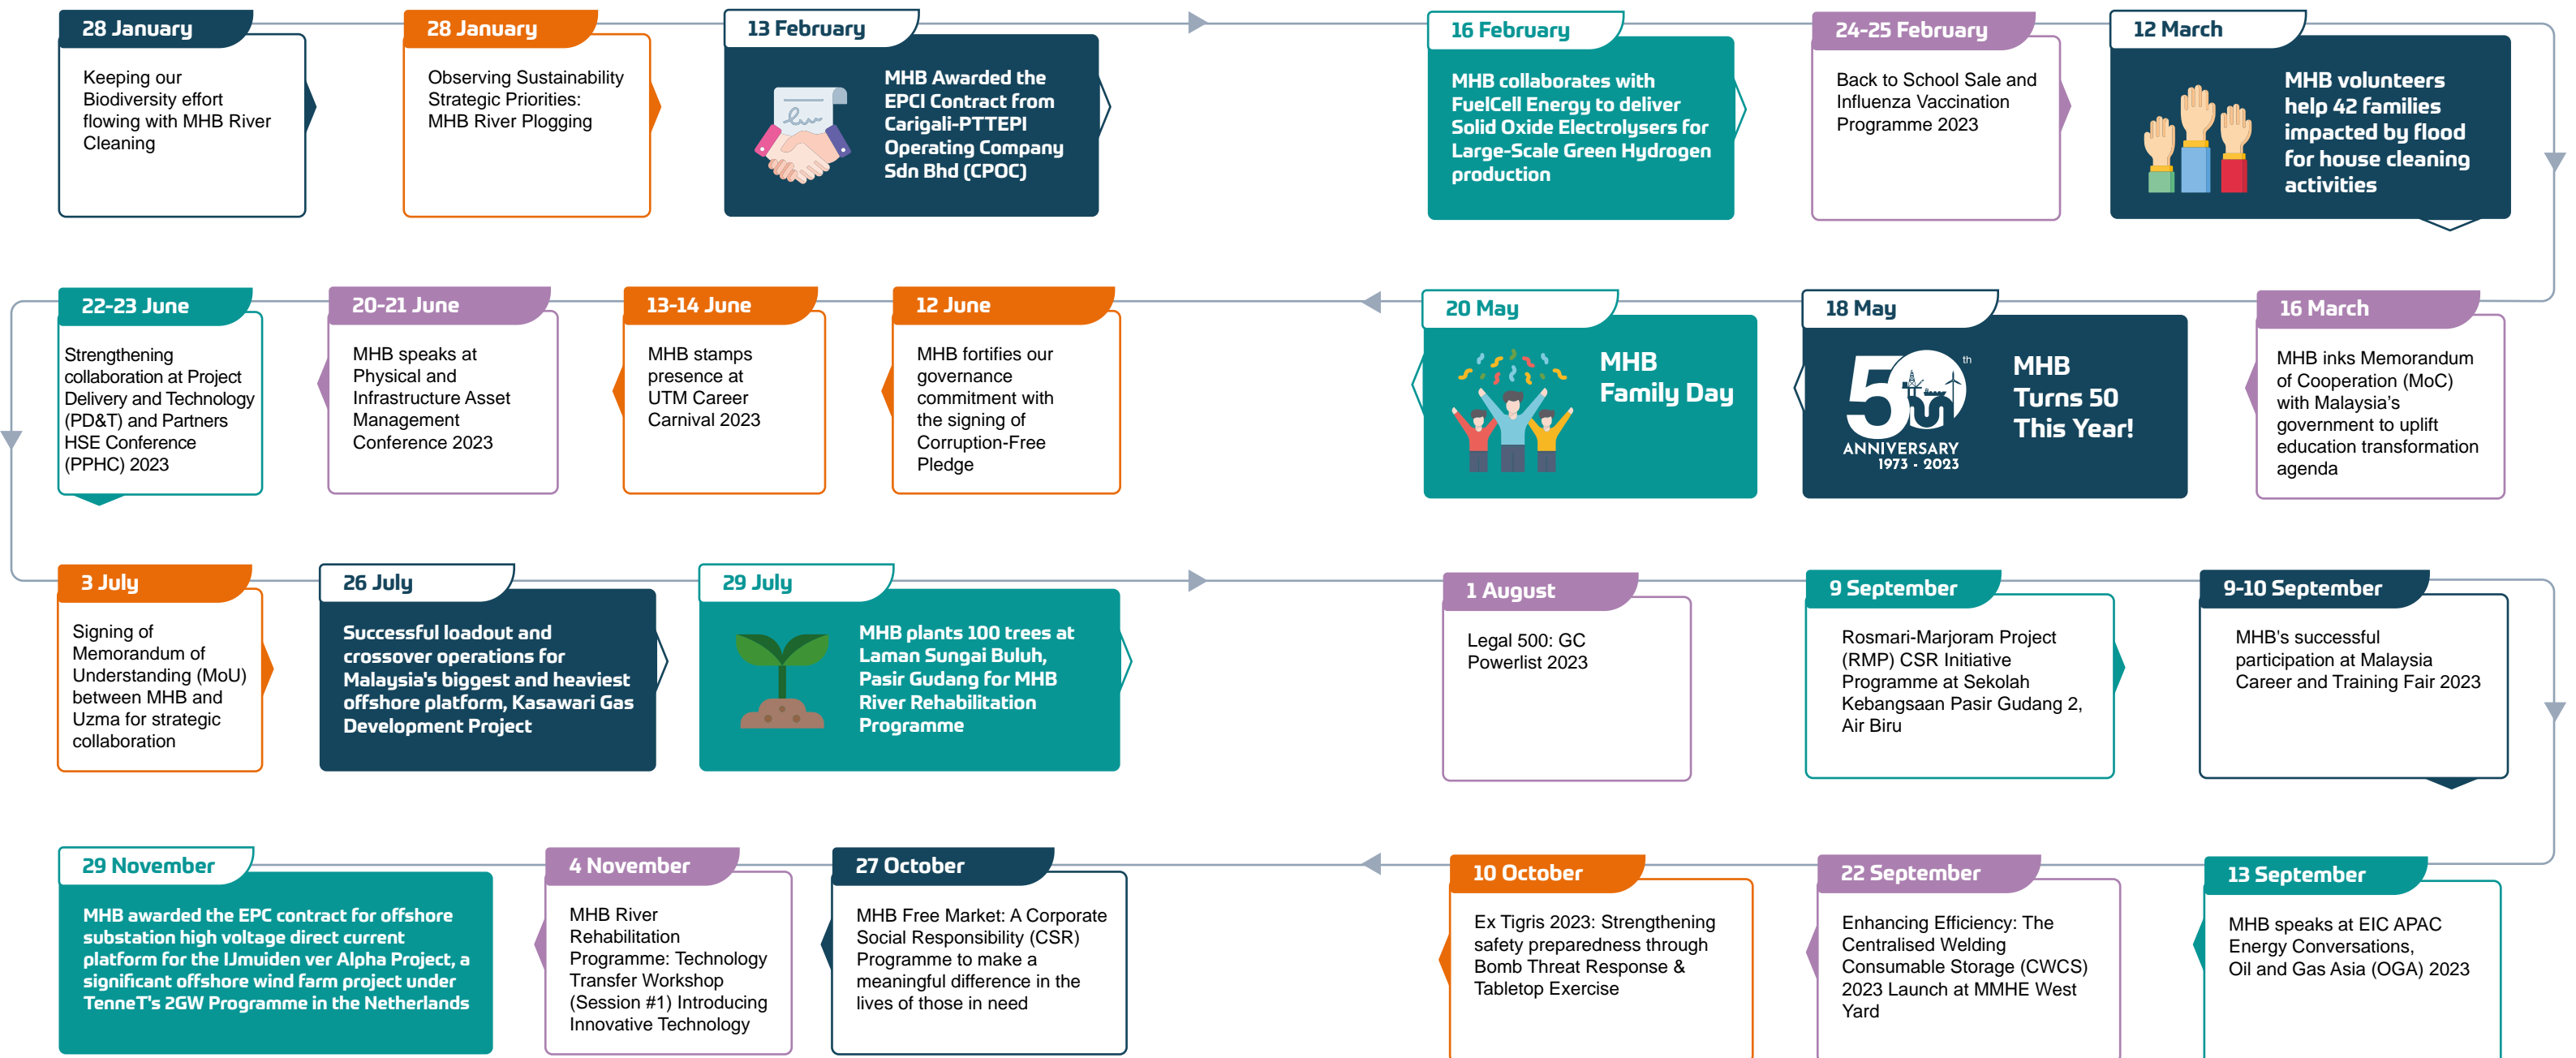 28 January
Keeping our
Biodiversity effort
flowing with MHB River
Cleaning
28 January
Observing Sustainability
Strategic Priorities:
MHB River Plogging
13 February
MHB Awarded the
EPCI Contract from
Carigali-PTTEPI
Operating Company
Sdn Bhd (CPOC)
16 February
MHB collaborates with
FuelCell Energy to deliver
Solid Oxide Electrolysers for
Large-Scale Green Hydrogen
production
24-25 February
Back to School Sale and
Influenza Vaccination
Programme 2023
12 March
MHB volunteers
help 42 families
impacted by flood
for house cleaning
activities
16 March
MHB inks Memorandum
of Cooperation (MoC)
with Malaysia’s
government to uplift
education transformation
agenda
18 May
50th
ANNIVERSARY
1973 - 2023
MHB
Turns 50
This Year!
20 May
MHB
Family Day
12 June
MHB fortifies our
governance
commitment with
the signing of
Corruption-Free
Pledge
13-14 June
MHB stamps
presence at
UTM Career
Carnival 2023
20-21 June
MHB speaks at
Physical and
Infrastructure Asset
Management
Conference 2023
22-23 June
Strengthening
collaboration at Project
Delivery and Technology
(PD&T) and Partners
HSE Conference
(PPHC) 2023
3 July
Signing of
Memorandum of
Understanding (MoU)
between MHB and
Uzma for strategic
collaboration
26 July
Successful loadout and
crossover operations for
Malaysia's biggest and heaviest
offshore platform, Kasawari Gas
Development Project
29 July
MHB plants 100 trees at
Laman Sungai Buluh,
Pasir Gudang for MHB
River Rehabilitation
Programme
1 August
Legal 500: GC
Powerlist 2023
9 September
Rosmari-Marjoram Project
(RMP) CSR Initiative
Programme at Sekolah
Kebangsaan Pasir Gudang 2,
Air Biru
9-10 September
MHB's successful
participation at Malaysia
Career and Training Fair 2023
13 September
MHB speaks at EIC APAC
Energy Conversations,
Oil and Gas Asia (OGA) 2023
22 September
Enhancing Efficiency: The
Centralised Welding
Consumable Storage (CWCS)
2023 Launch at MMHE West
Yard
10 October
Ex Tigris 2023: Strengthening
safety preparedness through
Bomb Threat Response &
Tabletop Exercise
27 October
MHB Free Market: A Corporate
Social Responsibility (CSR)
Programme to make a
meaningful difference in the
lives of those in need
4 November
MHB River
Rehabilitation
Programme: Technology
Transfer Workshop
(Session #1) Introducing
Innovative Technology
29 November
MHB awarded the EPC contract for offshore
substation high voltage direct current
platform for the IJmuiden ver Alpha Project, a
significant offshore wind farm project under
TenneT's 2GW Programme in the Netherlands